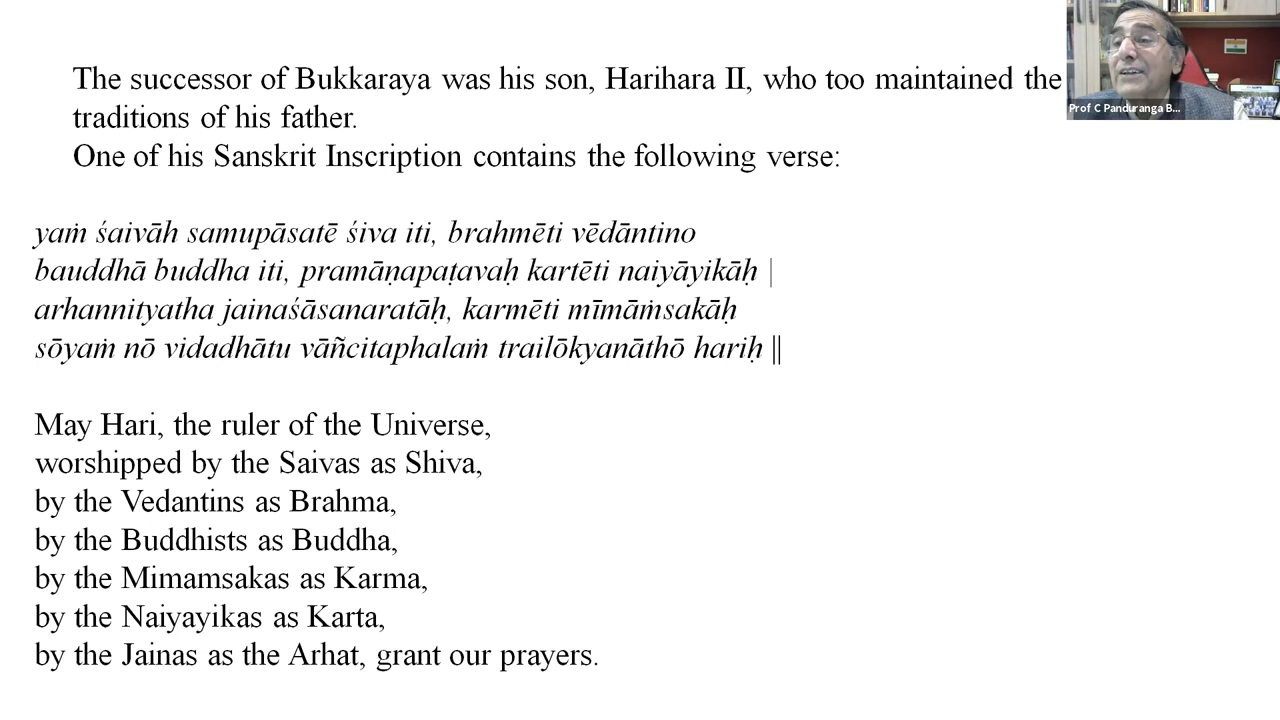 The successor of Bukkaraya was his son, Harihara II, who too maintained the
traditions of his father.
One of his Sanskrit Inscription contains the following verse:
yaṁ śaivāh samupāsatē śiva iti, brahmēti vēdāntino
bauddhā buddha iti, pramāṇapaṭavaḥ kartēti naiyāyikāḥ |
arhannityatha jainaśāsanaratāḥ, karmēti mīmāṁsakāḥ
sōyaṁ nō vidadhātu vāñcitaphalaṁ trailōkyanāthō hariḥ ||
May Hari, the ruler of the Universe,
worshipped by the Saivas as Shiva,
by the Vedantins as Brahma,
by the Buddhists as Buddha,
by the Mimamsakas as Karma,
by the Naiyayikas as Karta,
by the Jainas as the Arhat, grant our prayers.
Prof C Panduranga B...